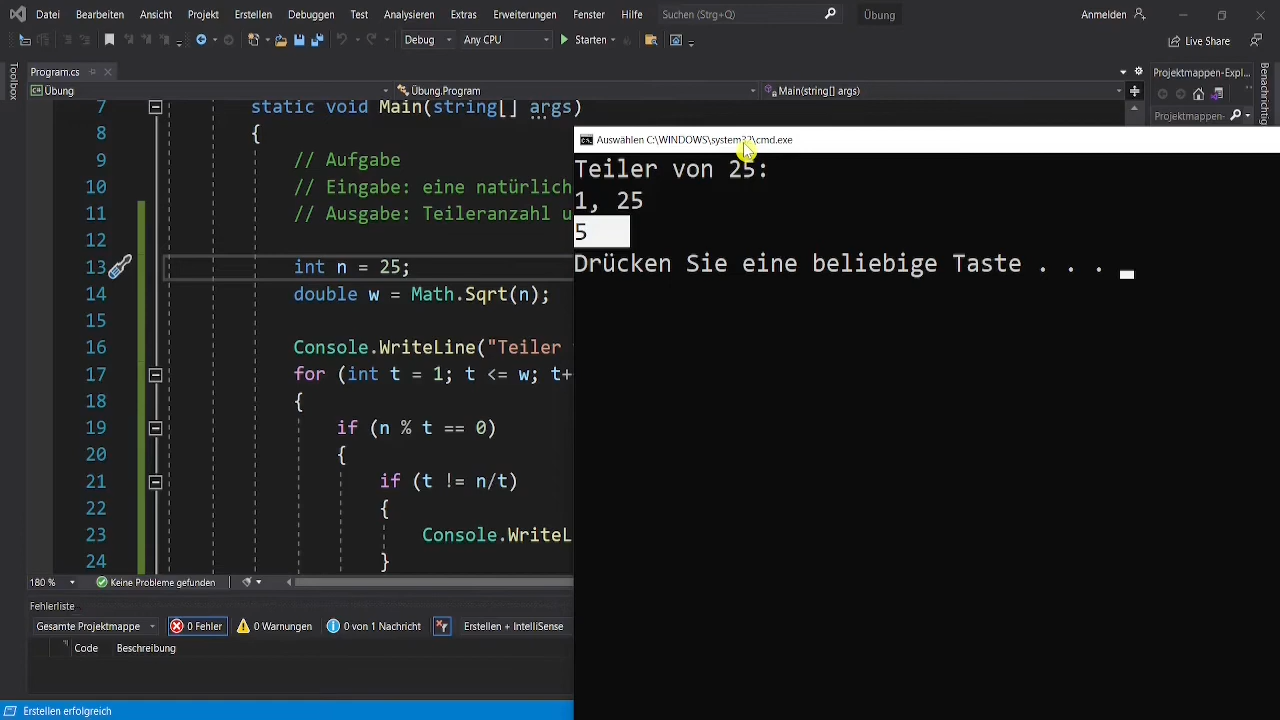 Datei Bearbeiten Ansicht Projekt Erstellen Debuggen Test Analysieren Extras Erweiterungen Fenster Hilfe Suchen (Strg+Q) Übung Anmelden
Debug Any CPU Starten Live Share
Program.cs
Projektmappen-Expl...
Übung Übung.Program Main(string[] args)
Projektmappen-
Toolbox
Benachrichti
7 static void Main(string[] args)
8 {
9 // Aufgabe
10 // Eingabe: eine natürlich
11 // Ausgabe: Teileranzahl u
12
13 int n = 25;
14 double w = Math.Sqrt(n);
15
16 Console.WriteLine("Teiler
17 for (int t = 1; t <= w; t+
18 {
19 if (n % t == 0)
20 {
21 if (t != n/t)
22 {
23 Console.WriteL
24 }
Auswählen C:\WINDOWS\system32\cmd.exe
Teiler von 25:
1, 25
5
Drücken Sie eine beliebige Taste . . .
180 % Keine Probleme gefunden
Fehlerliste
Gesamte Projektmappe 0 Fehler 0 Warnungen 0 von 1 Nachricht Erstellen + IntelliSense
Code Beschreibung
Erstellen erfolgreich